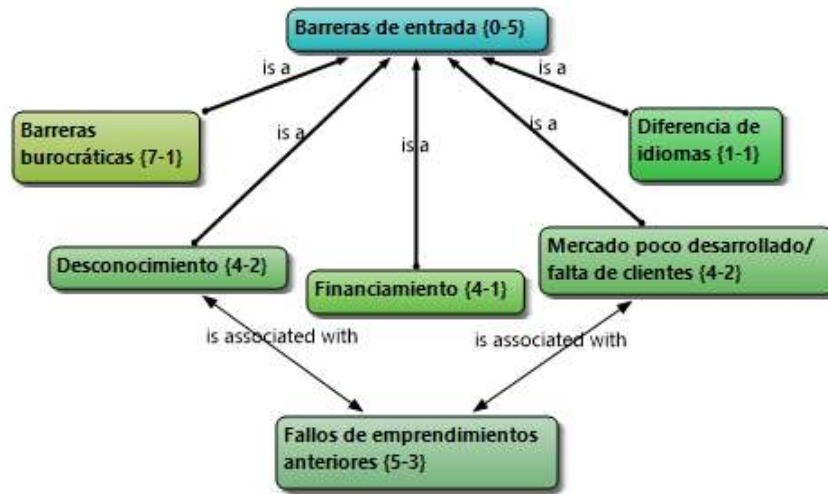 Barreras de entrada {0-5}
is a
is a
Barreras
burocráticas {7-1}
Diferencia de
idiomas {1-1}
is a
is a
is a
Desconocimiento {4-2}
Mercado poco desarrollado/
falta de clientes {4-2}
Financiamiento {4-1}
is associated with
is associated with
Fallos de emprendimientos
anteriores {5-3}